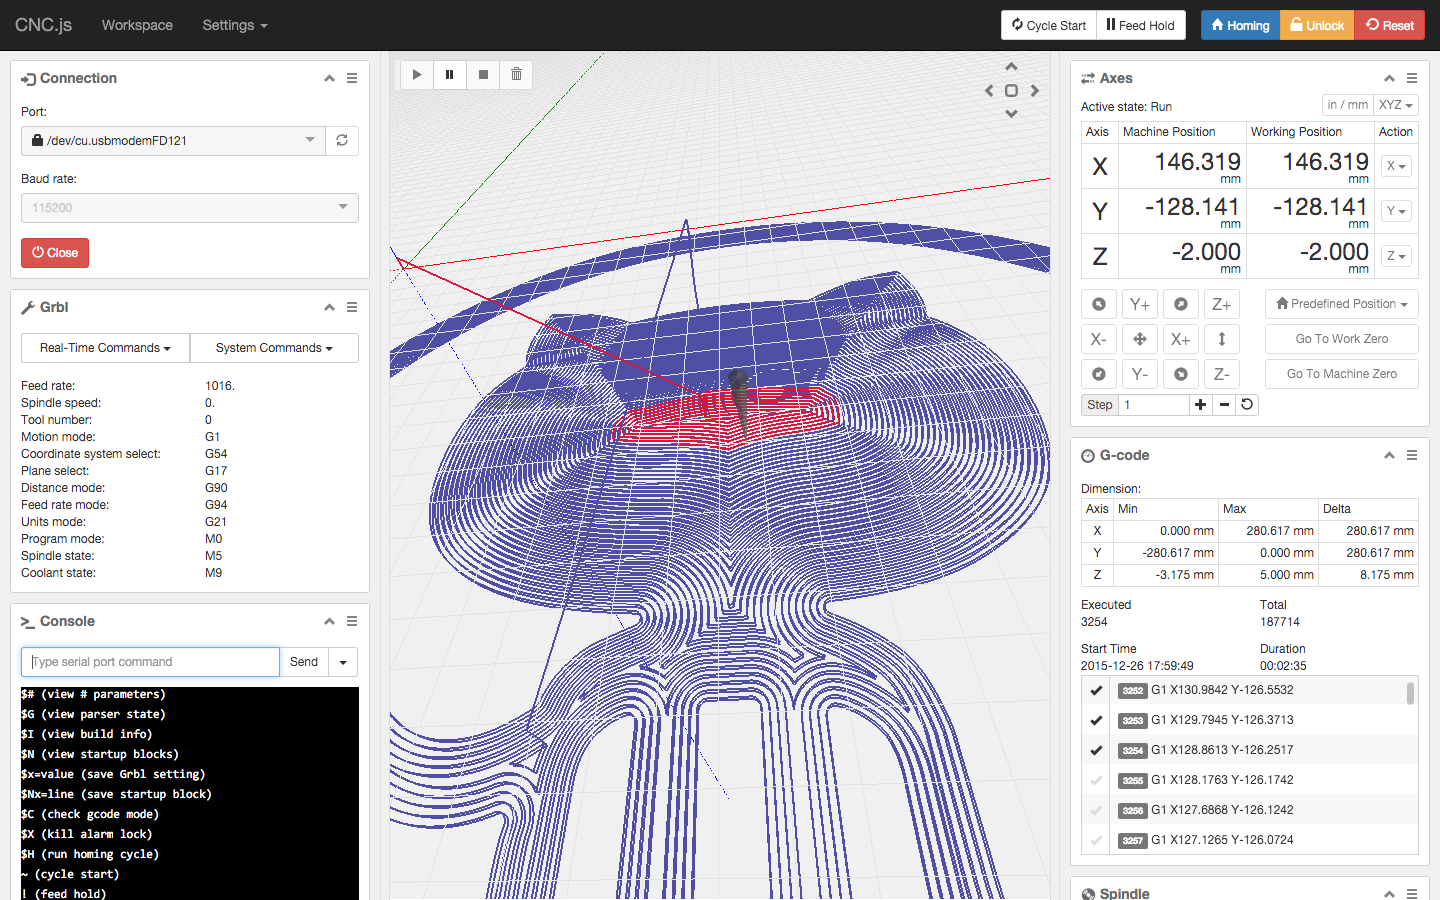 CNC.js Workspace Settings Cycle Start Feed Hold Homing Unlock Reset
Connection
Port:
/dev/cu.usbmodemFD121
Baud rate:
115200
Close
Grbl
Real-Time Commands System Commands
Feed rate: 1016.
Spindle speed: 0.
Tool number: 0
Motion mode: G1
Coordinate system select: G54
Plane select: G17
Distance mode: G90
Feed rate mode: G94
Units mode: G21
Program mode: M0
Spindle state: M5
Coolant state: M9
Console
Type serial port command Send
$# (view # parameters)
$G (view parser state)
$I (view build info)
$N (view startup blocks)
$x=value (save Grbl setting)
$Nx=line (save startup block)
$C (check gcode mode)
$X (kill alarm lock)
$H (run homing cycle)
~ (cycle start)
! (feed hold)
Axes
Active state: Run in / mm XYZ
Axis Machine Position Working Position Action
X 146.319 mm 146.319 mm X
Y -128.141 mm -128.141 mm Y
Z -2.000 mm -2.000 mm Z
Y+ Z+ Predefined Position
X- X+ Go To Work Zero
Y- Z- Go To Machine Zero
Step 1
G-code
Dimension:
Axis Min Max Delta
X 0.000 mm 280.617 mm 280.617 mm
Y -280.617 mm 0.000 mm 280.617 mm
Z -3.175 mm 5.000 mm 8.175 mm
Executed Total
3254 187714
Start Time Duration
2015-12-26 17:59:49 00:02:35
3252 G1 X130.9842 Y-126.5532
3253 G1 X129.7945 Y-126.3713
3254 G1 X128.8613 Y-126.2517
3255 G1 X128.1763 Y-126.1742
3256 G1 X127.6868 Y-126.1242
3257 G1 X127.1265 Y-126.0724
Spindle